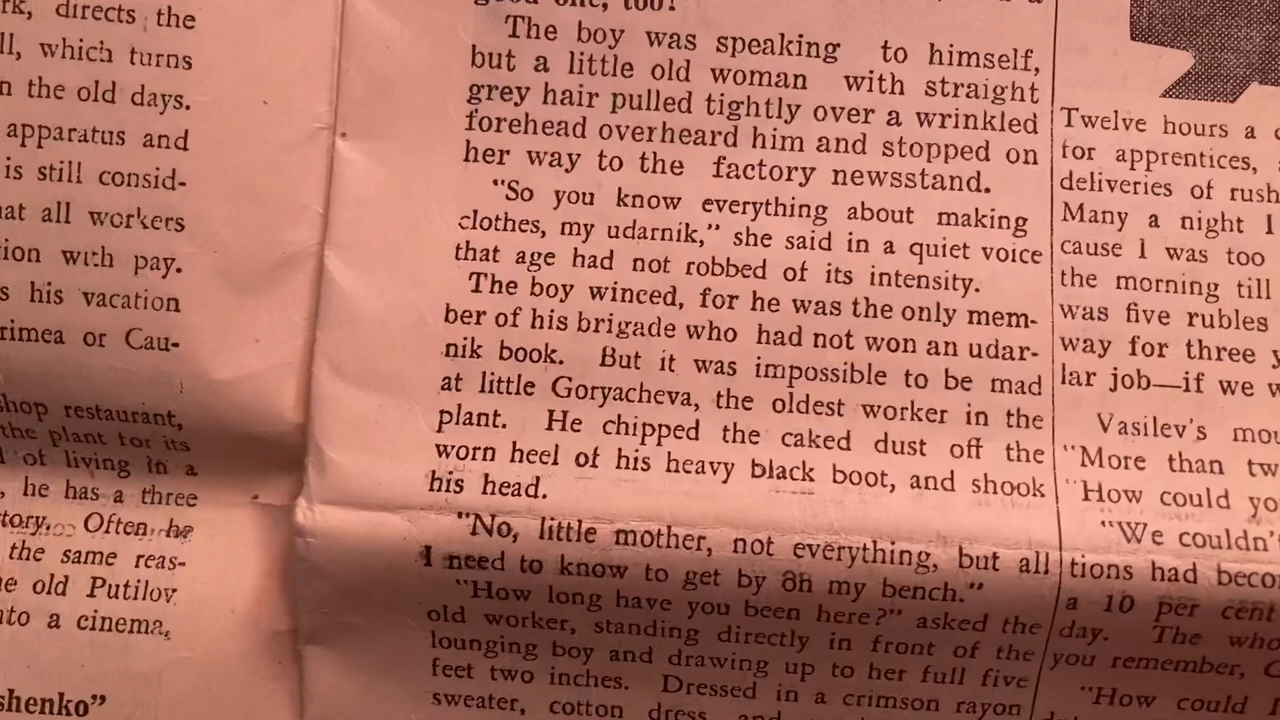 rk, directs the
ll, which turns
n the old days.
apparatus and
is still consid-
at all workers
tion with pay.
s his vacation
rimea or Cau-
shop restaurant,
the plant for its
of living in a
, he has a three
tory. Often, he
the same reas-
e old Putilov
nto a cinema,
shenko”
good one, too!
The boy was speaking to himself,
but a little old woman with straight
grey hair pulled tightly over a wrinkled
forehead overheard him and stopped on
her way to the factory newsstand.
“So you know everything about making
clothes, my udarnik,” she said in a quiet voice
that age had not robbed of its intensity.
The boy winced, for he was the only mem-
ber of his brigade who had not won an udar-
nik book. But it was impossible to be mad
at little Goryacheva, the oldest worker in the
plant. He chipped the caked dust off the
worn heel of his heavy black boot, and shook
his head.
“No, little mother, not everything, but all
I need to know to get by on my bench.”
“How long have you been here?” asked the
old worker, standing directly in front of the
lounging boy and drawing up to her full five
feet two inches. Dressed in a crimson rayon
sweater, cotton dress, and
Twelve hours a
for apprentices,
deliveries of rush
Many a night I
cause I was too
the morning till
was five rubles
way for three y
lar job—if we w
Vasilev's mou
“More than tw
“How could yo
“We couldn't
tions had beco
a 10 per cent
day. The who
you remember, C
“How could I